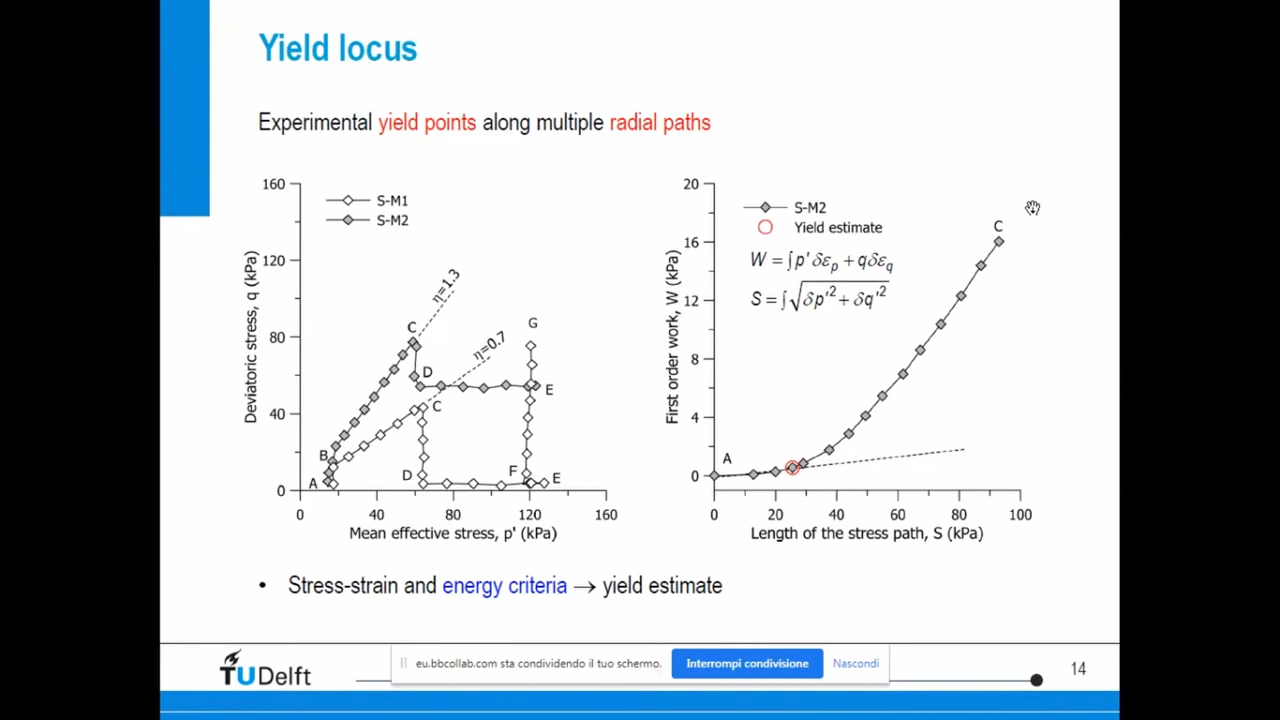 Yield locus
Experimental yield points along multiple radial paths
160
120
80
40
0
Deviatoric stress, q (kPa)
S-M1
S-M2
η=1.3
η=0.7
C
G
D
E
C
B
A
D
F
E
0 40 80 120 160
Mean effective stress, p' (kPa)
20
16
12
8
4
0
First order work, W (kPa)
S-M2
Yield estimate
W = ∫p'δεp + qδεq
S = ∫√δp'² + δq'²
C
A
0 20 40 60 80 100
Length of the stress path, S (kPa)
• Stress-strain and energy criteria → yield estimate
TUDelft
eu.bbcollab.com sta condividendo il tuo schermo.
Interrompi condivisione
Nascondi
14